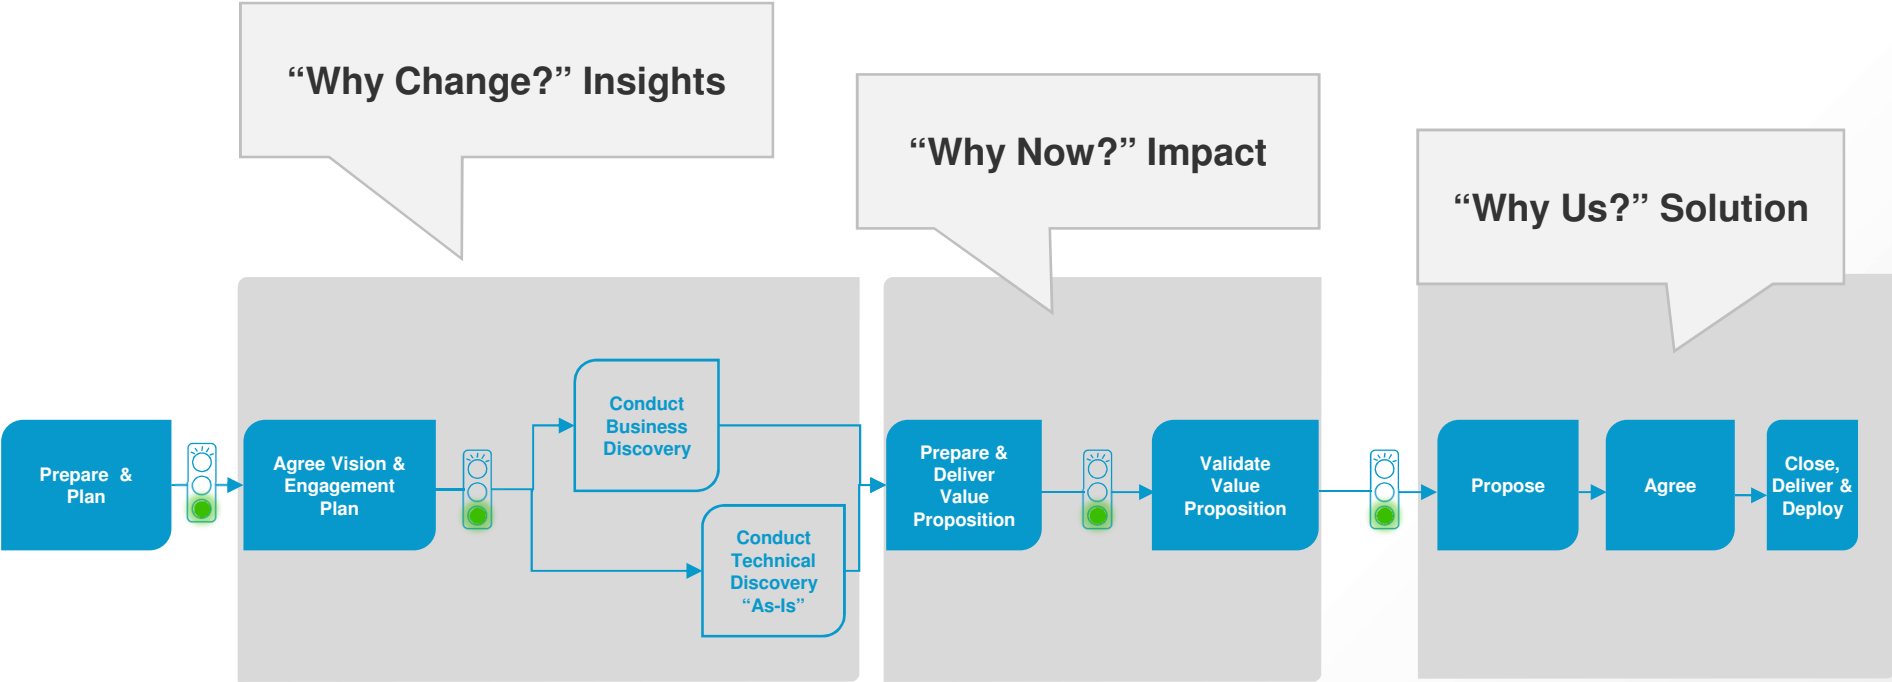 “Why Change?” Insights
“Why Now?” Impact
“Why Us?” Solution
Prepare &
Plan
Agree Vision &
Engagement
Plan
Conduct
Business
Discovery
Conduct
Technical
Discovery
“As-Is”
Prepare &
Deliver
Value
Proposition
Validate
Value
Proposition
Propose
Agree
Close,
Deliver &
Deploy